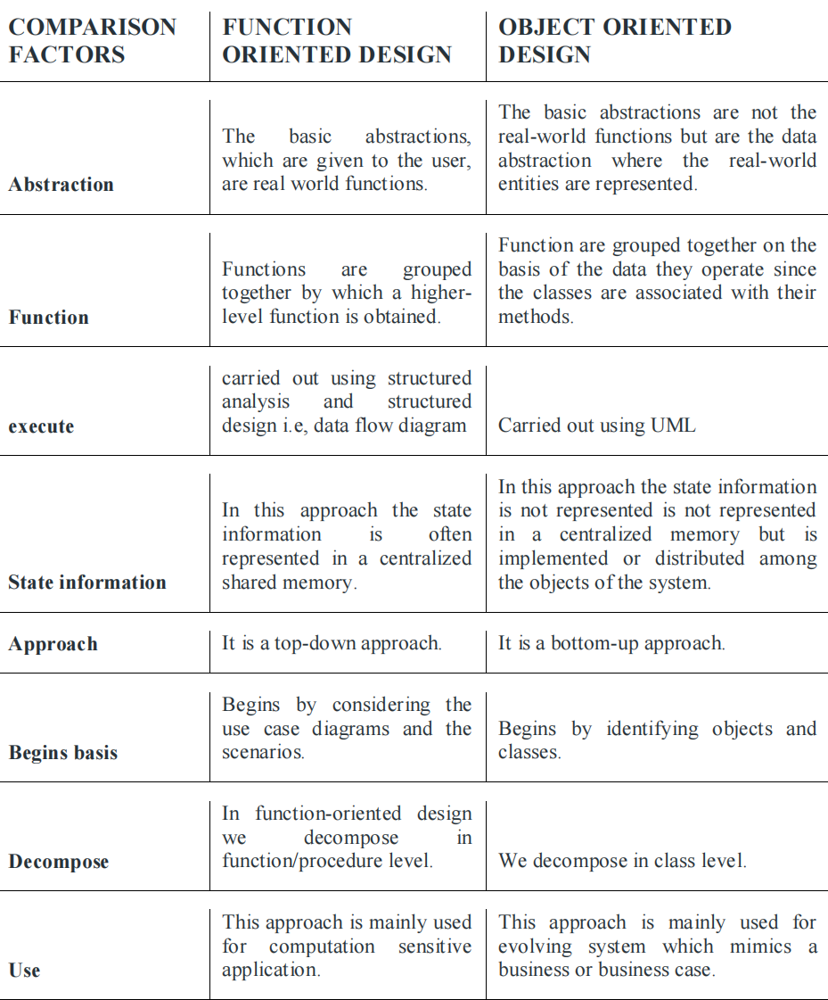 COMPARISON FACTORS
FUNCTION ORIENTED DESIGN
OBJECT ORIENTED DESIGN
Abstraction
The basic abstractions,
which are given to the user,
are real world functions.
The basic abstractions are not the
real-world functions but are the data
abstraction where the real-world
entities are represented.
Function
Functions are grouped
together by which a higher-
level function is obtained.
Function are grouped together on the
basis of the data they operate since
the classes are associated with their
methods.
execute
carried out using structured
analysis and structured
design i.e, data flow diagram
Carried out using UML
State information
In this approach the state
information is often
represented in a centralized
shared memory.
In this approach the state information
is not represented is not represented
in a centralized memory but is
implemented or distributed among
the objects of the system.
Approach
It is a top-down approach.
It is a bottom-up approach.
Begins basis
Begins by considering the
use case diagrams and the
scenarios.
Begins by identifying objects and
classes.
Decompose
In function-oriented design
we decompose in
function/procedure level.
We decompose in class level.
Use
This approach is mainly used
for computation sensitive
application.
This approach is mainly used for
evolving system which mimics a
business or business case.